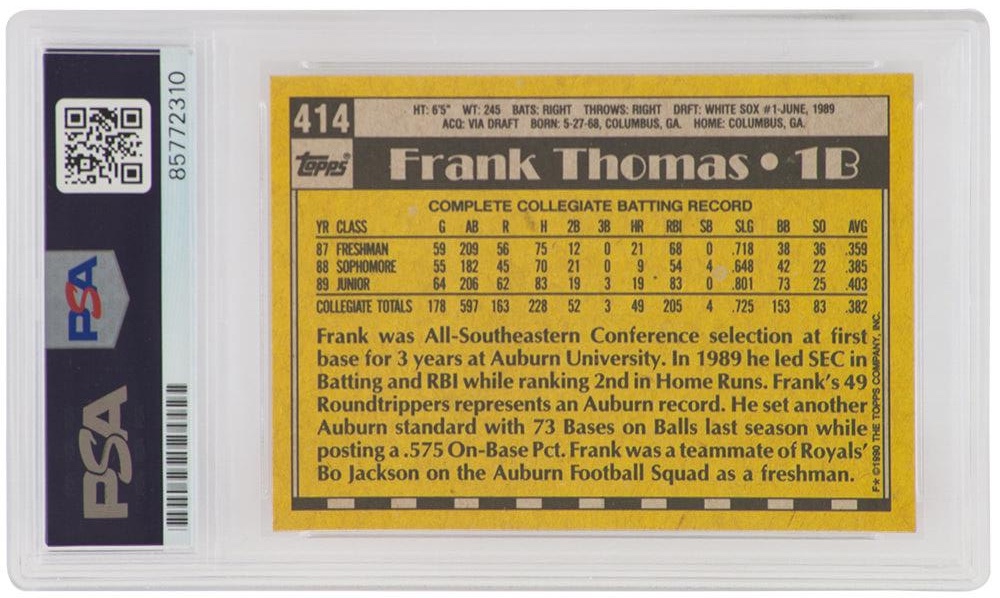 85772310
PSA
PSA
414
HT: 6'5" WT: 245 BATS: RIGHT THROWS: RIGHT DRFT: WHITE SOX #1-JUNE, 1989
ACQ: VIA DRAFT BORN: 5-27-68, COLUMBUS, GA. HOME: COLUMBUS, GA.
topps® Frank Thomas • 1B
COMPLETE COLLEGIATE BATTING RECORD
YR CLASS G AB R H 2B 3B HR RBI SB SLG BB SO AVG
87 FRESHMAN 59 209 56 75 12 0 21 68 0 .718 38 36 .359
88 SOPHOMORE 55 182 45 70 21 0 9 54 4 .648 42 22 .385
89 JUNIOR 64 206 62 83 19 3 19 83 0 .801 73 25 .403
COLLEGIATE TOTALS 178 597 163 228 52 3 49 205 4 .725 153 83 .382
Frank was All-Southeastern Conference selection at first
base for 3 years at Auburn University. In 1989 he led SEC in
Batting and RBI while ranking 2nd in Home Runs. Frank's 49
Roundtrippers represents an Auburn record. He set another
Auburn standard with 73 Bases on Balls last season while
posting a .575 On-Base Pct. Frank was a teammate of Royals'
Bo Jackson on the Auburn Football Squad as a freshman.
F★ ©1990 THE TOPPS COMPANY, INC.